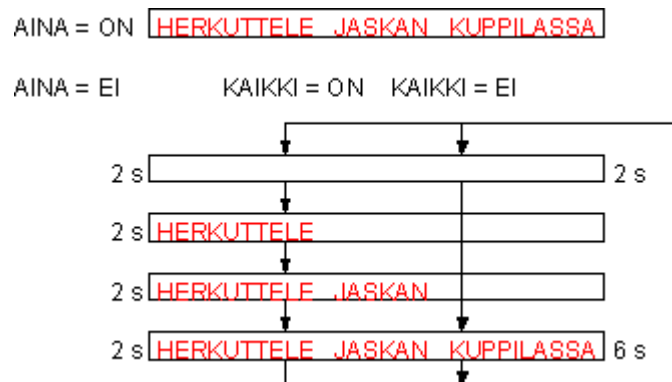 AINA = ON HERKUTTELE JASKAN KUPPILASSA
AINA = EI KAIKKI = ON KAIKKI = EI
2 s 2 s
2 s HERKUTTELE
2 s HERKUTTELE JASKAN
2 s HERKUTTELE JASKAN KUPPILASSA 6 s